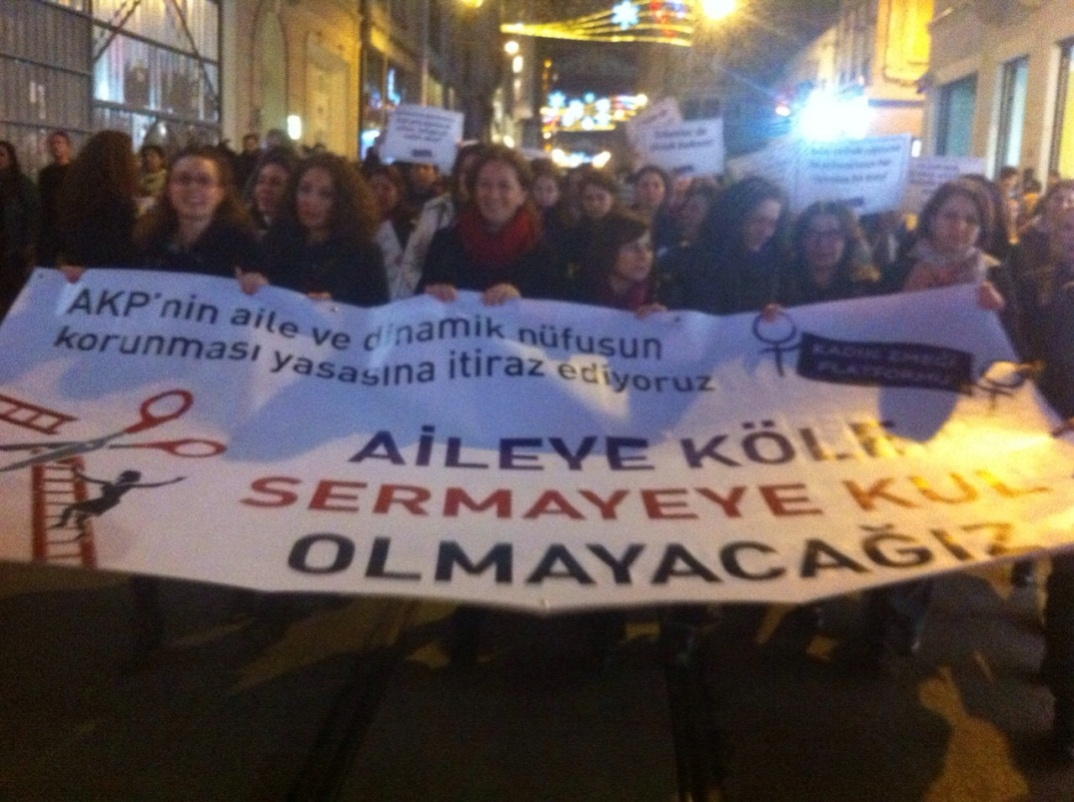 AKP'nin aile ve dinamik nüfusun
korunması yasasına itiraz ediyoruz
KADIN EMEĞİ
PLATFORMU
AİLEYE KÖLE
SERMAYEYE KUL
OLMAYACAĞIZ